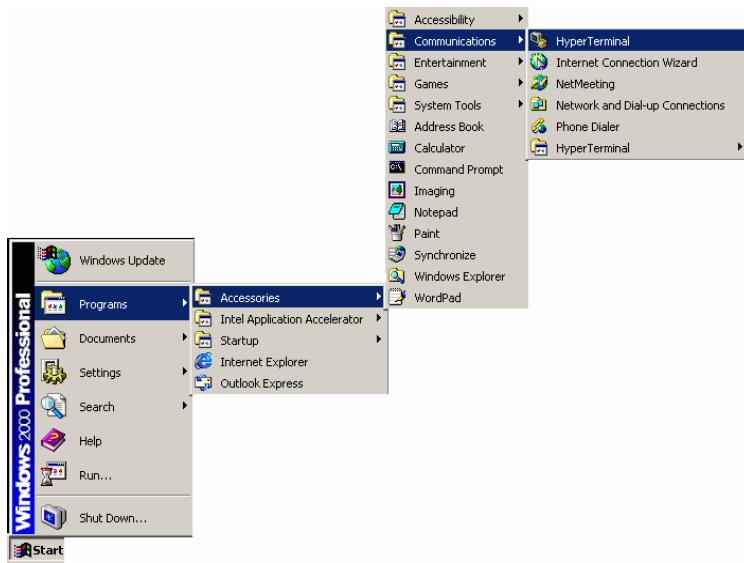 Accessibility
Communications
Entertainment
Games
System Tools
Address Book
Calculator
Command Prompt
Imaging
Notepad
Paint
Synchronize
Windows Explorer
WordPad
HyperTerminal
Internet Connection Wizard
NetMeeting
Network and Dial-up Connections
Phone Dialer
HyperTerminal
Windows Update
Programs
Documents
Settings
Search
Help
Run...
Shut Down...
Accessories
Intel Application Accelerator
Startup
Internet Explorer
Outlook Express
Windows 2000 Professional
Start